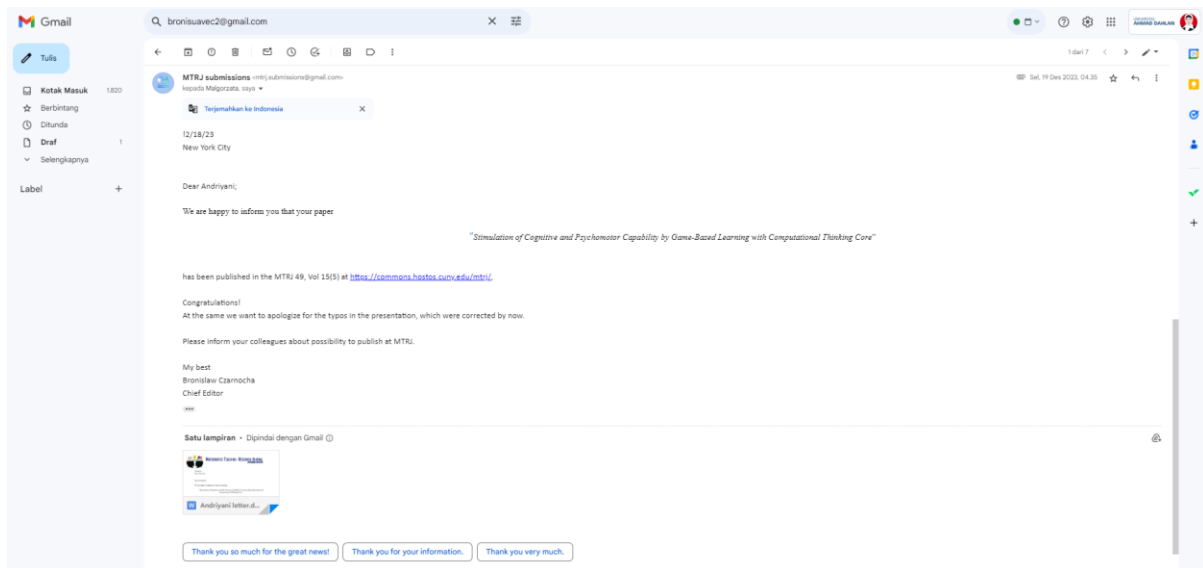 Gmail
bronisuavec2@gmail.com
UNIVERSITAS
AHMAD DAHLAN
Tulis
Kotak Masuk 1.820
Berbintang
Ditunda
Draf 1
Selengkapnya
Label
1 dari 7
MTRJ submissions <mtrj.submissions@gmail.com>
kepada Malgorzata, saya
Sel, 19 Des 2023, 04.35
Terjemahkan ke Indonesia
!2/18/23
New York City
Dear Andriyani;
We are happy to inform you that your paper
"Stimulation of Cognitive and Psychomotor Capability by Game-Based Learning with Computational Thinking Core"
has been published in the MTRJ 49, Vol 15(5) at https://commons.hostos.cuny.edu/mtrj/.
Congratulations!
At the same we want to apologize for the typos in the presentation, which were corrected by now.
Please inform your colleagues about possibility to publish at MTRJ.
My best
Bronislaw Czarnocha
Chief Editor
Satu lampiran • Dipindai dengan Gmail
W Andriyani letter.d...
Thank you so much for the great news!
Thank you for your information.
Thank you very much.